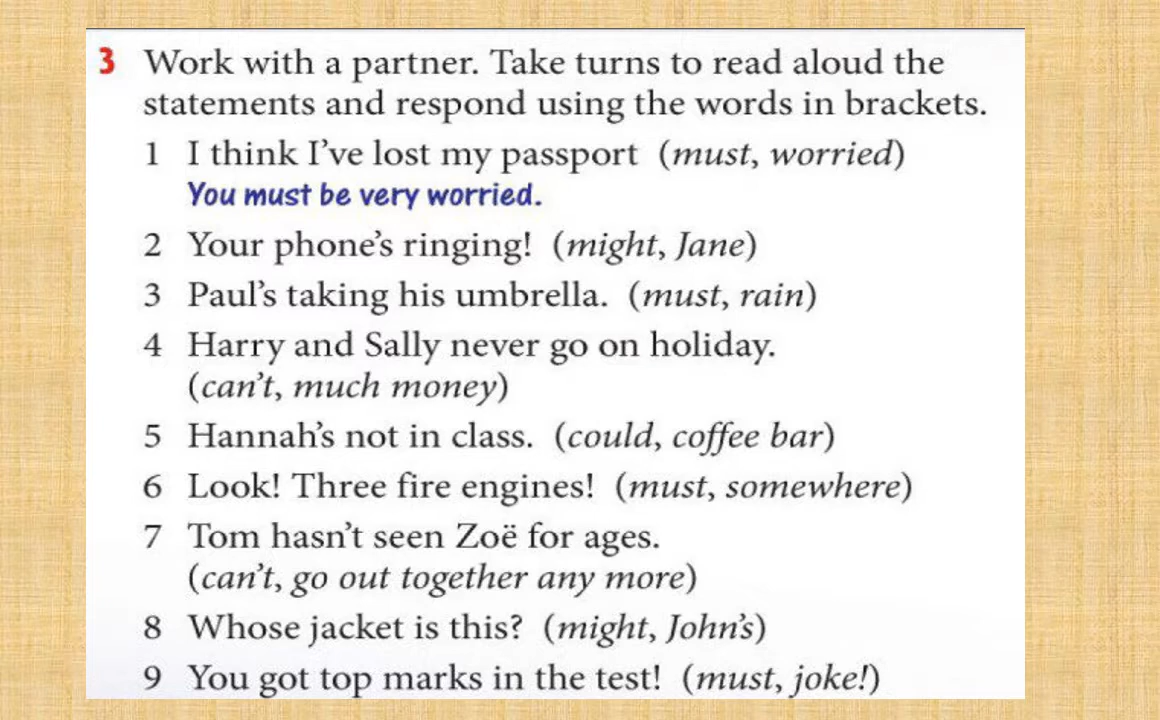 3 Work with a partner. Take turns to read aloud the
statements and respond using the words in brackets.
1 I think I’ve lost my passport (must, worried)
You must be very worried.
2 Your phone’s ringing! (might, Jane)
3 Paul’s taking his umbrella. (must, rain)
4 Harry and Sally never go on holiday.
(can’t, much money)
5 Hannah’s not in class. (could, coffee bar)
6 Look! Three fire engines! (must, somewhere)
7 Tom hasn’t seen Zoë for ages.
(can’t, go out together any more)
8 Whose jacket is this? (might, John’s)
9 You got top marks in the test! (must, joke!)